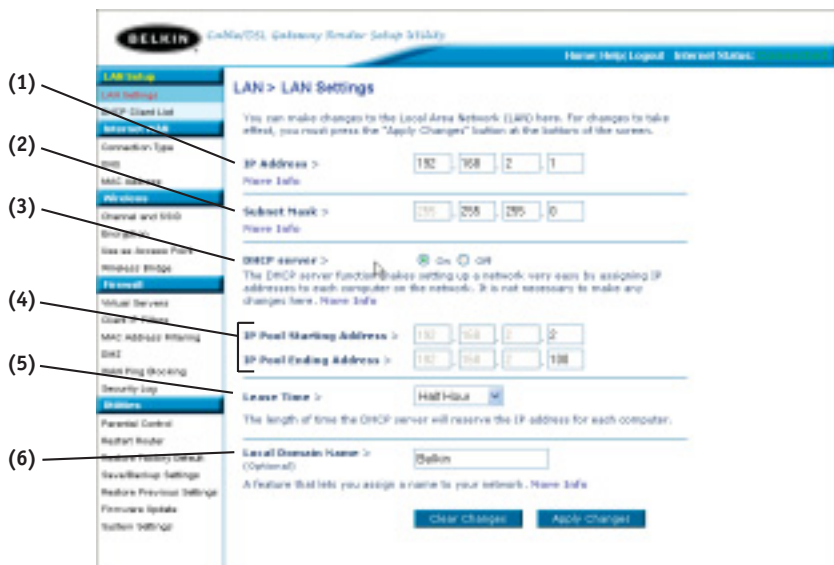 BELKIN Cable/DSL Gateway Router Setup Utility
Home| Help| Logout Internet Status:
LAN Setup
LAN Settings
DHCP Client List
Internet WAN
Connection Type
DNS
MAC Address
Wireless
Channel and SSID
Encryption
Use as Access Point
Wireless Bridge
Firewall
Virtual Servers
Client IP Filters
MAC Address Filtering
DMZ
WAN Ping Blocking
Security Log
Utilities
Parental Control
Restart Router
Restore Factory Default
Save/Backup Settings
Restore Previous Settings
Firmware Update
System Settings
(1)
(2)
(3)
(4)
(5)
(6)
LAN > LAN Settings
You can make changes to the Local Area Network (LAN) here. For changes to take
effect, you must press the "Apply Changes" button at the bottom of the screen.
IP Address > 192 . 168 . 2 . 1
More Info
Subnet Mask > 255 . 255 . 255 . 0
More Info
DHCP server > On Off
The DHCP server function makes setting up a network very easy by assigning IP
addresses to each computer on the network. It is not necessary to make any
changes here. More Info
IP Pool Starting Address > 192 . 168 . 2 . 2
IP Pool Ending Address > 192 . 168 . 2 . 100
Lease Time > Half Hour
The length of time the DHCP server will reserve the IP address for each computer.
Local Domain Name > Belkin
(Optional)
A feature that lets you assign a name to your network. More Info
Clear Changes Apply Changes